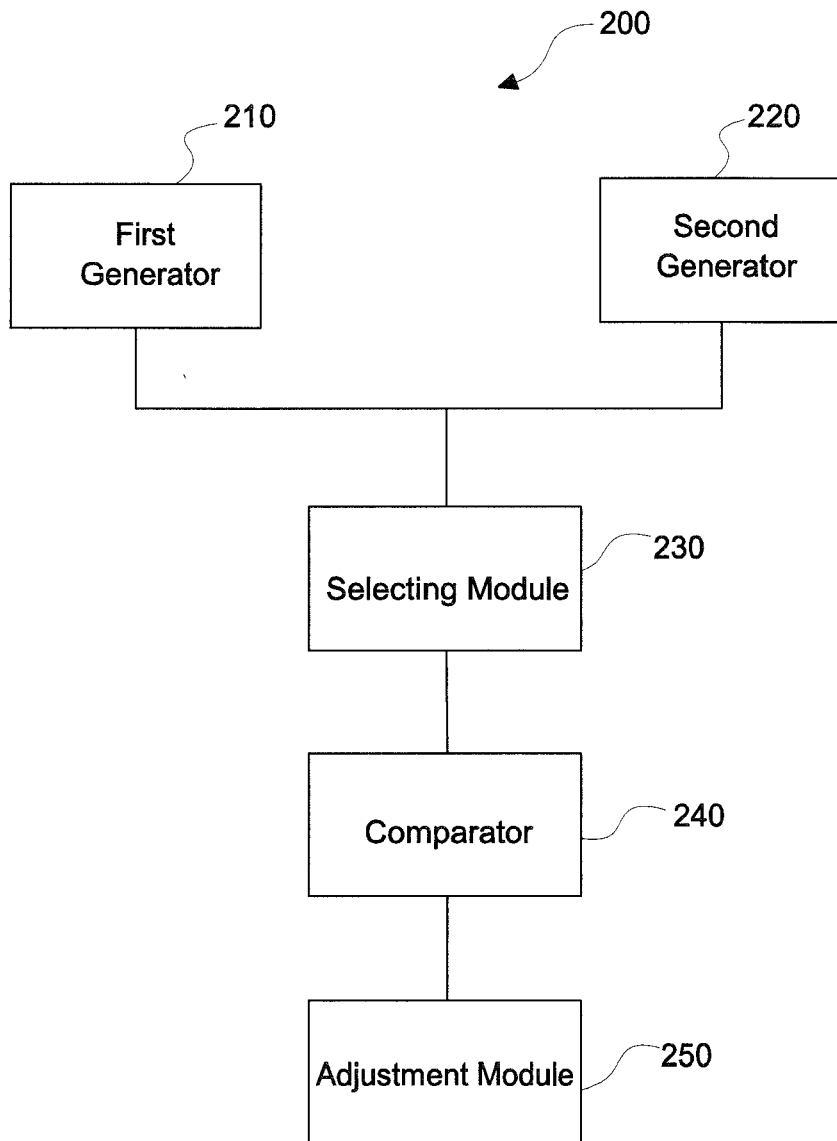 200
210
220
First
Generator
Second
Generator
230
Selecting Module
240
Comparator
250
Adjustment Module